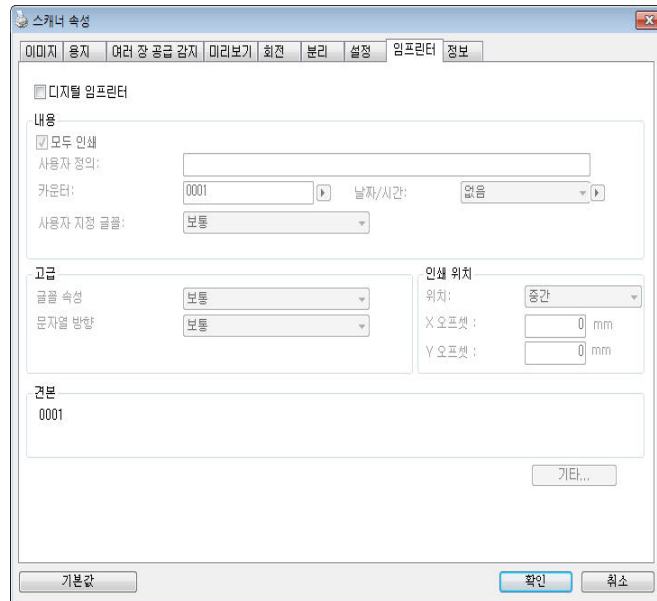 스캐너 속성
이미지 용지 여러 장 공급 감지 미리보기 회전 분리 설정 임프린터 정보
디지털 임프린터
내용
모두 인쇄
사용자 정의:
카운터: 0001 날짜/시간: 없음
사용자 지정 글꼴: 보통
고급
글꼴 속성 보통
문자열 방향 보통
인쇄 위치
위치: 중간
X 오프셋 : 0 mm
Y 오프셋 : 0 mm
견본
0001
기타...
기본값 확인 취소